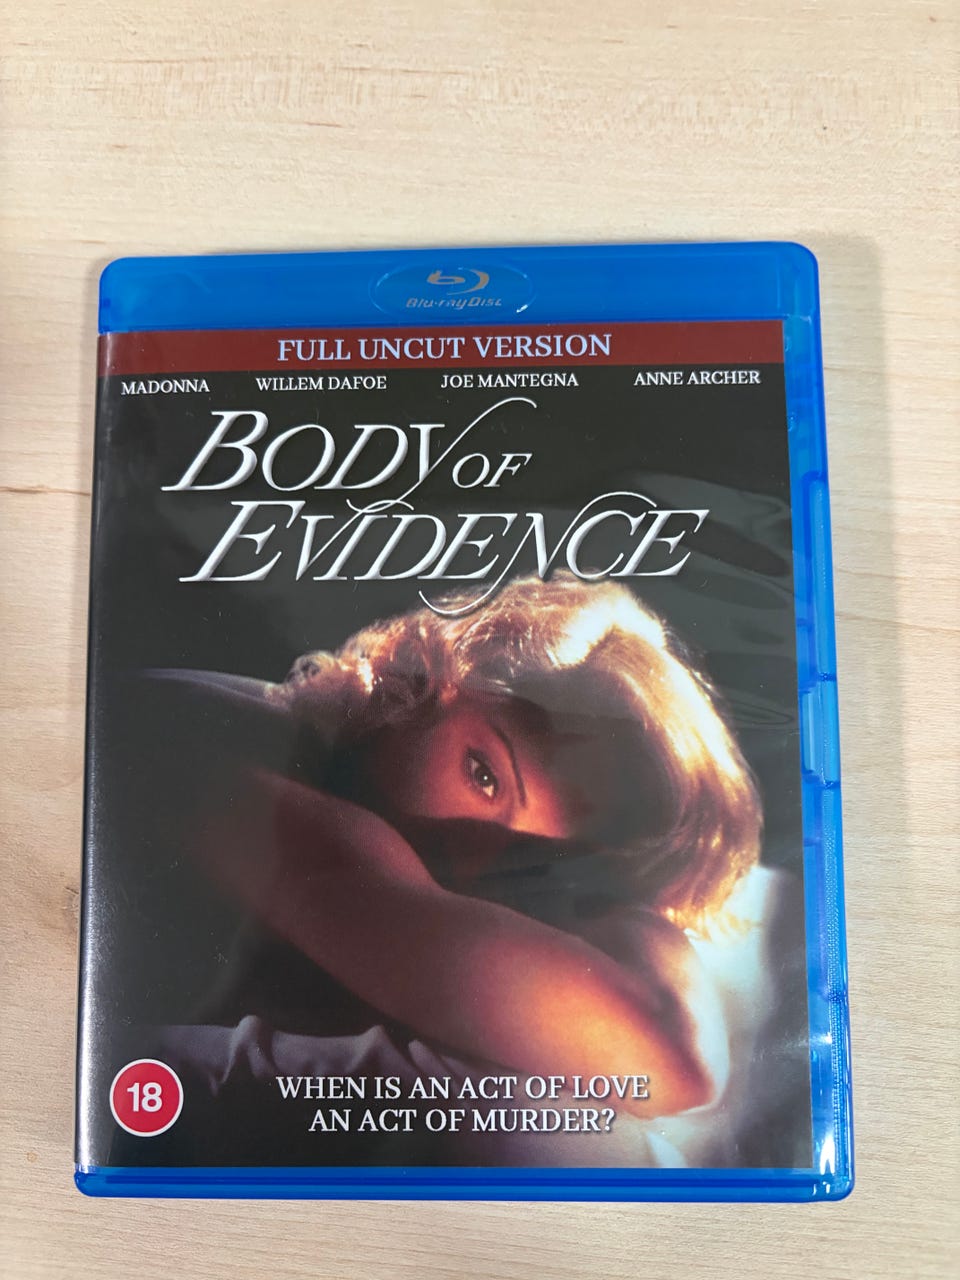 Blu-ray Disc
FULL UNCUT VERSION
MADONNA WILLEM DAFOE JOE MANTEGNA ANNE ARCHER
BODY OF
EVIDENCE
WHEN IS AN ACT OF LOVE
AN ACT OF MURDER?
18